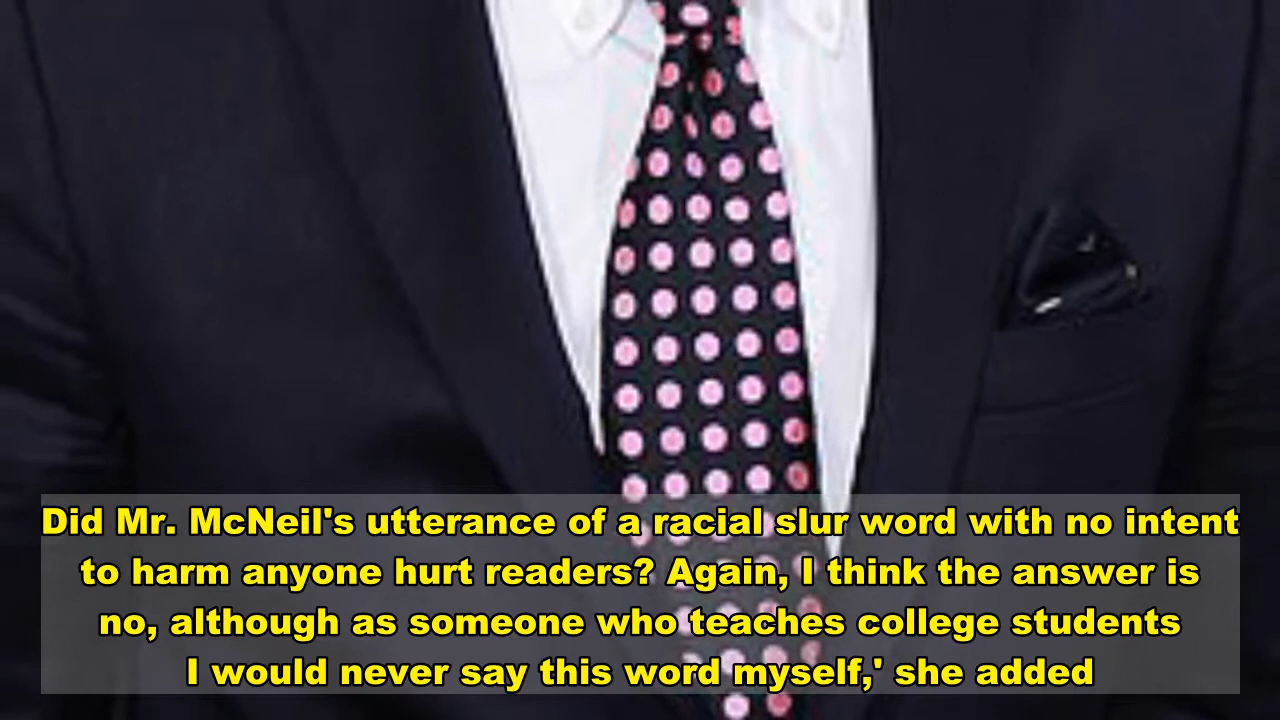 Did Mr. McNeil's utterance of a racial slur word with no intent
to harm anyone hurt readers? Again, I think the answer is
no, although as someone who teaches college students
I would never say this word myself,' she added